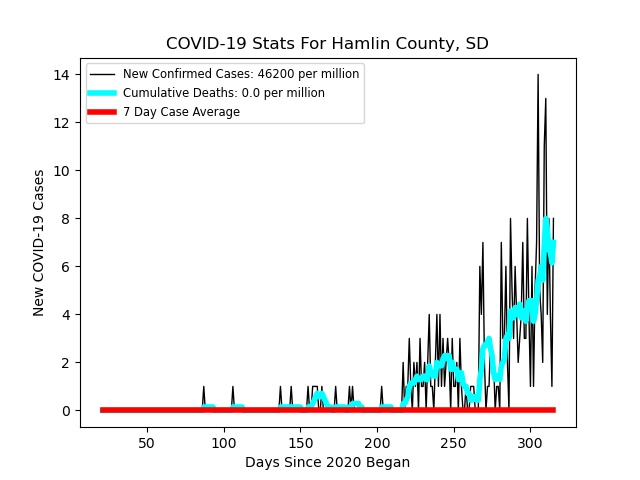 COVID-19 Stats For Hamlin County, SD
New Confirmed Cases: 46200 per million
Cumulative Deaths: 0.0 per million
7 Day Case Average
New COVID-19 Cases
14
12
10
8
6
4
2
0
50 100 150 200 250 300
Days Since 2020 Began